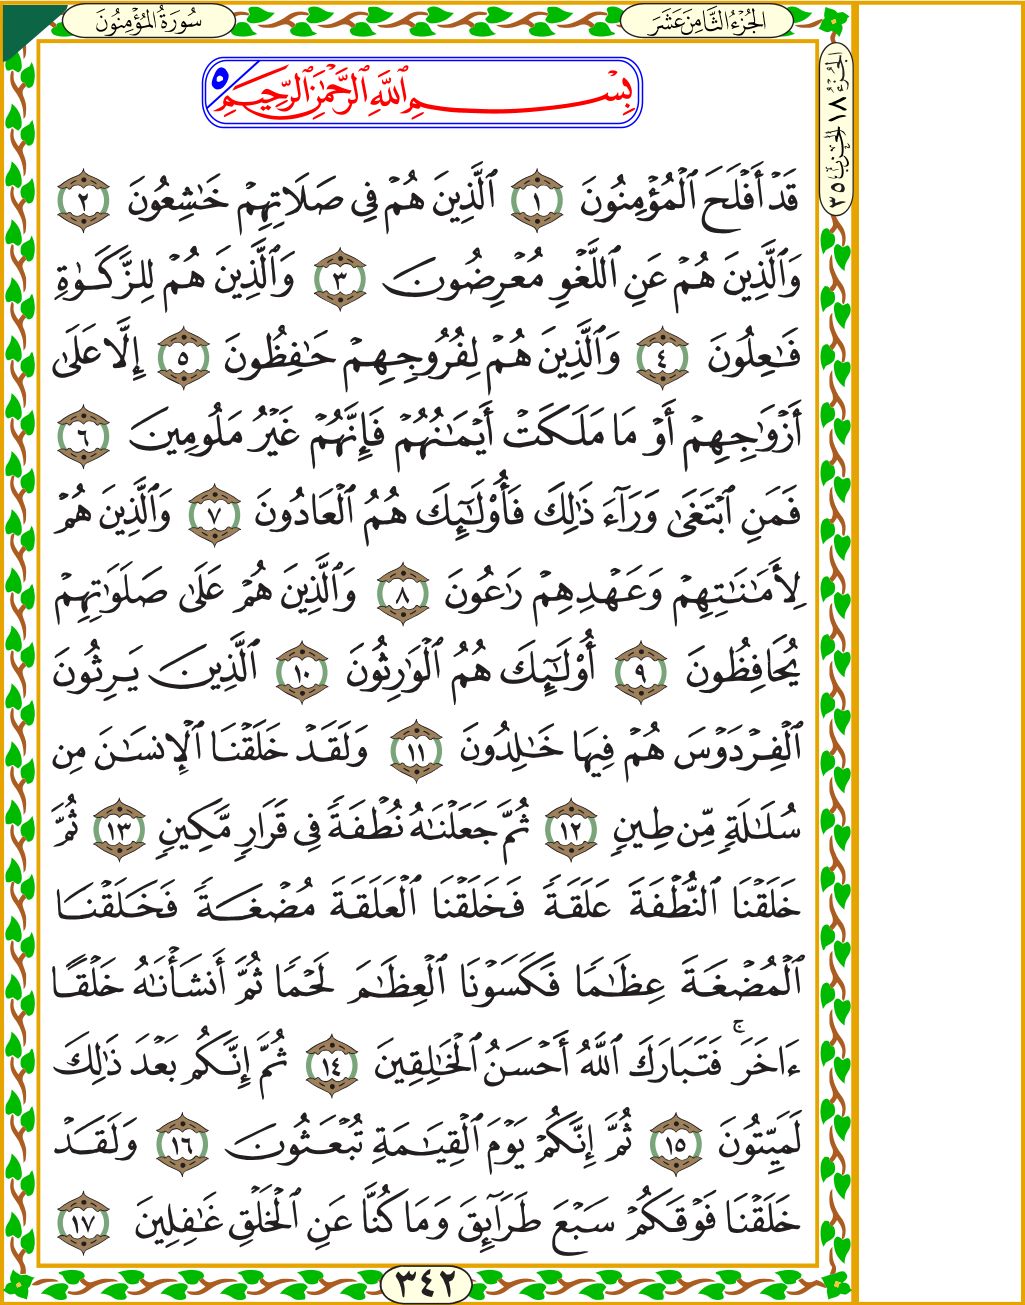 سُورَةُ المُؤْمِنُونَ
الجُزْءُ الثَّامِنَ عَشَرَ
الجُزْءُ ١٨ الحِزْبُ ٣٥
بِسْمِ ٱللَّهِ ٱلرَّحْمَٰنِ ٱلرَّحِيمِ ٥
قَدْ أَفْلَحَ ٱلْمُؤْمِنُونَ ١ ٱلَّذِينَ هُمْ فِى صَلَاتِهِمْ خَٰشِعُونَ ٢
وَٱلَّذِينَ هُمْ عَنِ ٱللَّغْوِ مُعْرِضُونَ ٣ وَٱلَّذِينَ هُمْ لِلزَّكَوٰةِ
فَٰعِلُونَ ٤ وَٱلَّذِينَ هُمْ لِفُرُوجِهِمْ حَٰفِظُونَ ٥ إِلَّا عَلَىٰٓ
أَزْوَٰجِهِمْ أَوْ مَا مَلَكَتْ أَيْمَٰنُهُمْ فَإِنَّهُمْ غَيْرُ مَلُومِينَ ٦
فَمَنِ ٱبْتَغَىٰ وَرَآءَ ذَٰلِكَ فَأُو۟لَٰٓئِكَ هُمُ ٱلْعَادُونَ ٧ وَٱلَّذِينَ هُمْ
لِأَمَٰنَٰتِهِمْ وَعَهْدِهِمْ رَٰعُونَ ٨ وَٱلَّذِينَ هُمْ عَلَىٰ صَلَوَٰتِهِمْ
يُحَافِظُونَ ٩ أُو۟لَٰٓئِكَ هُمُ ٱلْوَٰرِثُونَ ١٠ ٱلَّذِينَ يَرِثُونَ
ٱلْفِرْدَوْسَ هُمْ فِيهَا خَٰلِدُونَ ١١ وَلَقَدْ خَلَقْنَا ٱلْإِنسَٰنَ مِن
سُلَٰلَةٍ مِّن طِينٍ ١٢ ثُمَّ جَعَلْنَٰهُ نُطْفَةً فِى قَرَارٍ مَّكِينٍ ١٣ ثُمَّ
خَلَقْنَا ٱلنُّطْفَةَ عَلَقَةً فَخَلَقْنَا ٱلْعَلَقَةَ مُضْغَةً فَخَلَقْنَا
ٱلْمُضْغَةَ عِظَٰمًا فَكَسَوْنَا ٱلْعِظَٰمَ لَحْمًا ثُمَّ أَنشَأْنَٰهُ خَلْقًا
ءَاخَرَ ۚ فَتَبَارَكَ ٱللَّهُ أَحْسَنُ ٱلْخَٰلِقِينَ ١٤ ثُمَّ إِنَّكُم بَعْدَ ذَٰلِكَ
لَمَيِّتُونَ ١٥ ثُمَّ إِنَّكُمْ يَوْمَ ٱلْقِيَٰمَةِ تُبْعَثُونَ ١٦ وَلَقَدْ
خَلَقْنَا فَوْقَكُمْ سَبْعَ طَرَآئِقَ وَمَا كُنَّا عَنِ ٱلْخَلْقِ غَٰفِلِينَ ١٧
٣٤٢